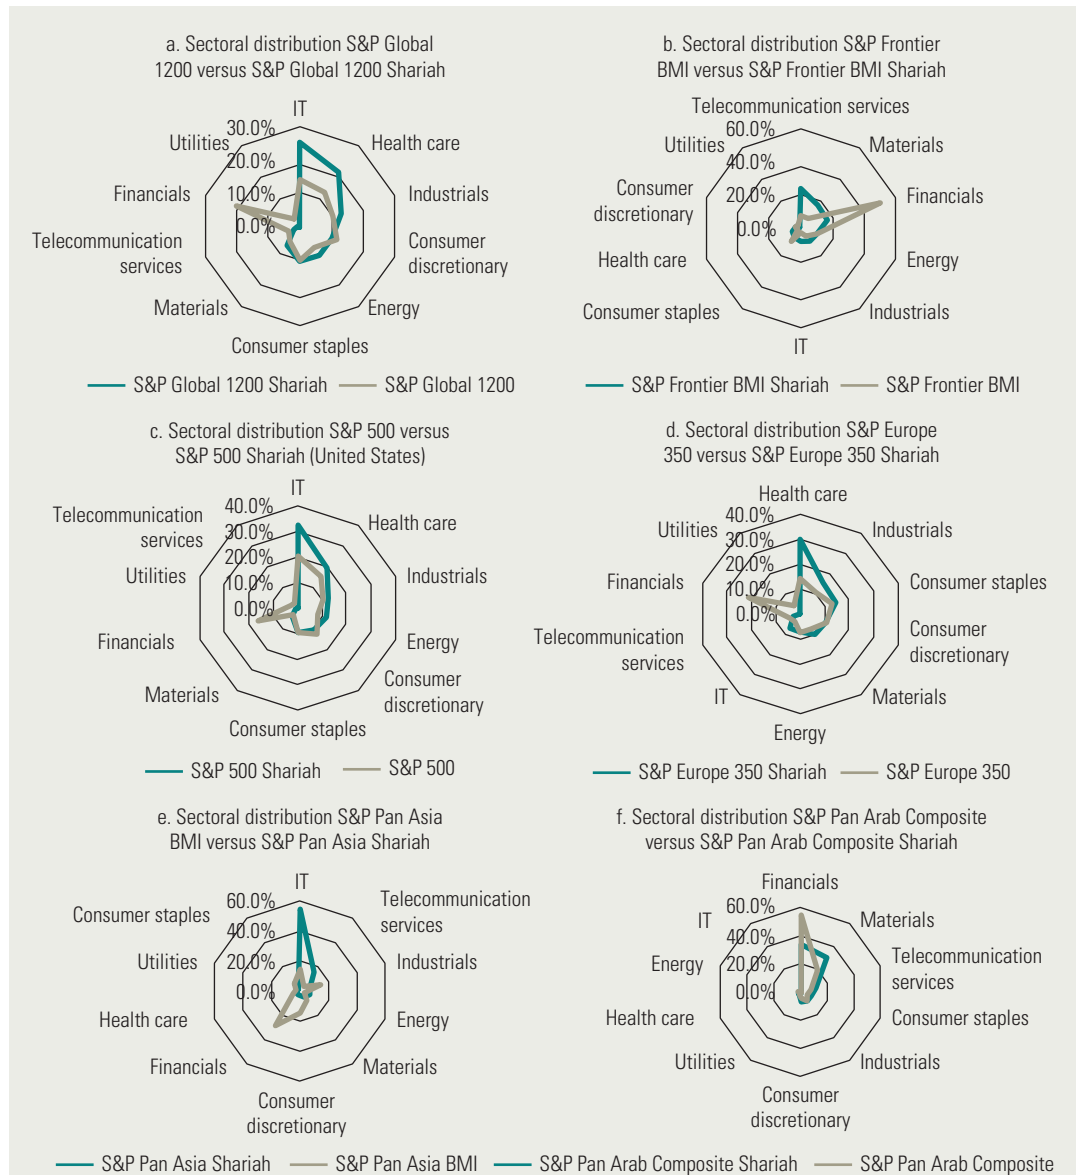 a. Sectoral distribution S&P Global
1200 versus S&P Global 1200 Shariah
IT
30.0%
Utilities
Health care
20.0%
Financials
Industrials
10.0%
0.0%
Telecommunication
services
Consumer
discretionary
Materials
Energy
Consumer staples
S&P Global 1200 Shariah
S&P Global 1200
b. Sectoral distribution S&P Frontier
BMI versus S&P Frontier BMI Shariah
Telecommunication services
60.0%
Utilities
Materials
40.0%
Consumer
discretionary
Financials
20.0%
0.0%
Health care
Energy
Consumer staples
Industrials
IT
S&P Frontier BMI Shariah
S&P Frontier BMI
c. Sectoral distribution S&P 500 versus
S&P 500 Shariah (United States)
IT
40.0%
Telecommunication
services
Health care
30.0%
20.0%
Utilities
Industrials
10.0%
0.0%
Financials
Energy
Materials
Consumer
discretionary
Consumer staples
S&P 500 Shariah
S&P 500
d. Sectoral distribution S&P Europe
350 versus S&P Europe 350 Shariah
Health care
40.0%
Utilities
Industrials
30.0%
20.0%
Financials
Consumer staples
10.0%
0.0%
Telecommunication
services
Consumer
discretionary
IT
Materials
Energy
S&P Europe 350 Shariah
S&P Europe 350
e. Sectoral distribution S&P Pan Asia
BMI versus S&P Pan Asia Shariah
IT
60.0%
Consumer staples
Telecommunication
services
40.0%
Utilities
Industrials
20.0%
0.0%
Health care
Energy
Financials
Materials
Consumer
discretionary
S&P Pan Asia Shariah
S&P Pan Asia BMI
f. Sectoral distribution S&P Pan Arab Composite
versus S&P Pan Arab Composite Shariah
Financials
60.0%
IT
Materials
40.0%
Energy
Telecommunication
services
20.0%
0.0%
Health care
Consumer staples
Utilities
Industrials
Consumer
discretionary
S&P Pan Arab Composite Shariah
S&P Pan Arab Composite